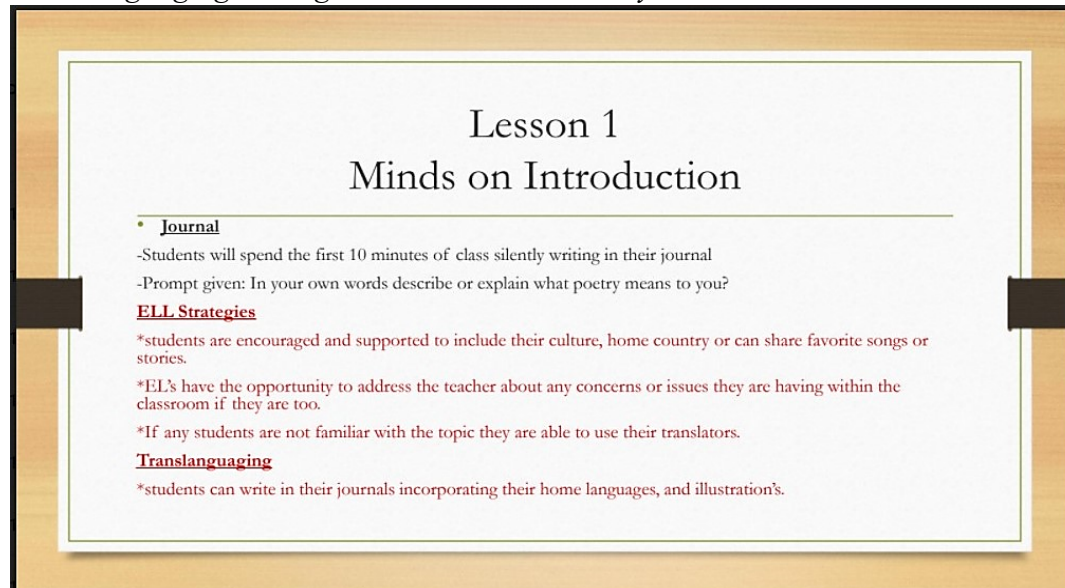 Lesson 1
Minds on Introduction
• Journal
-Students will spend the first 10 minutes of class silently writing in their journal
-Prompt given: In your own words describe or explain what poetry means to you?
ELL Strategies
*students are encouraged and supported to include their culture, home country or can share favorite songs or
stories.
*EL's have the opportunity to address the teacher about any concerns or issues they are having within the
classroom if they are too.
*If any students are not familiar with the topic they are able to use their translators.
Translanguaging
*students can write in their journals incorporating their home languages, and illustration's.